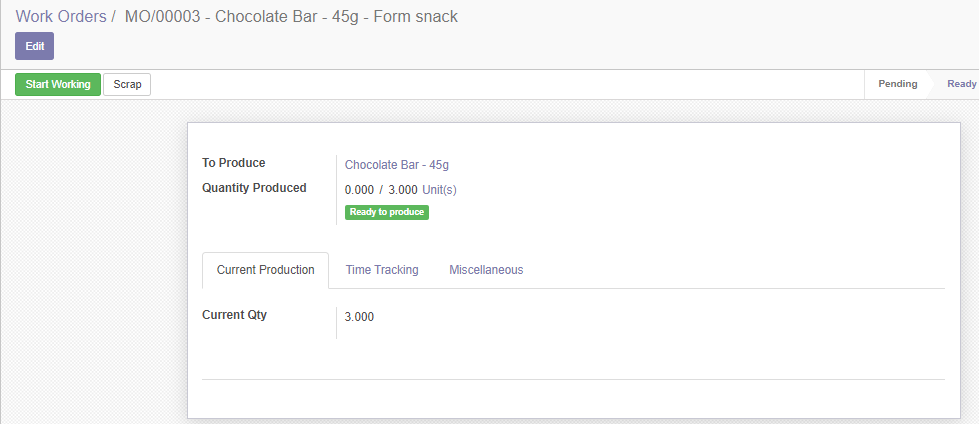 Work Orders / MO/00003 - Chocolate Bar - 45g - Form snack
Edit
Start Working Scrap Pending Ready
To Produce Chocolate Bar - 45g
Quantity Produced 0.000 / 3.000 Unit(s)
Ready to produce
Current Production Time Tracking Miscellaneous
Current Qty 3.000